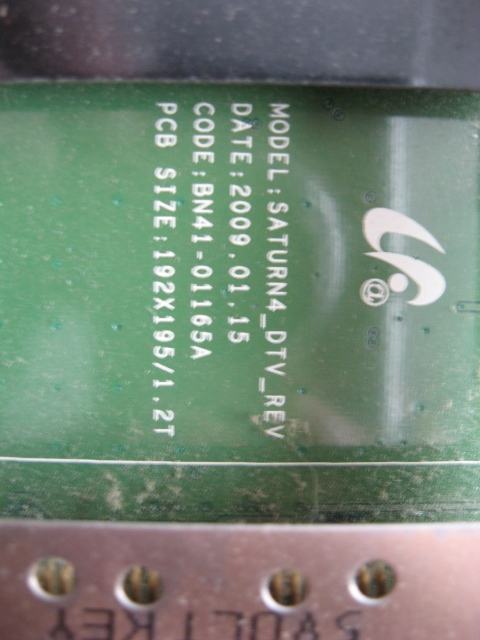 MODEL:SATURN4_DTV_REV
DATE:2009.01.15
CODE:BN41-01165A
PCB SIZE:192X195/1.2T